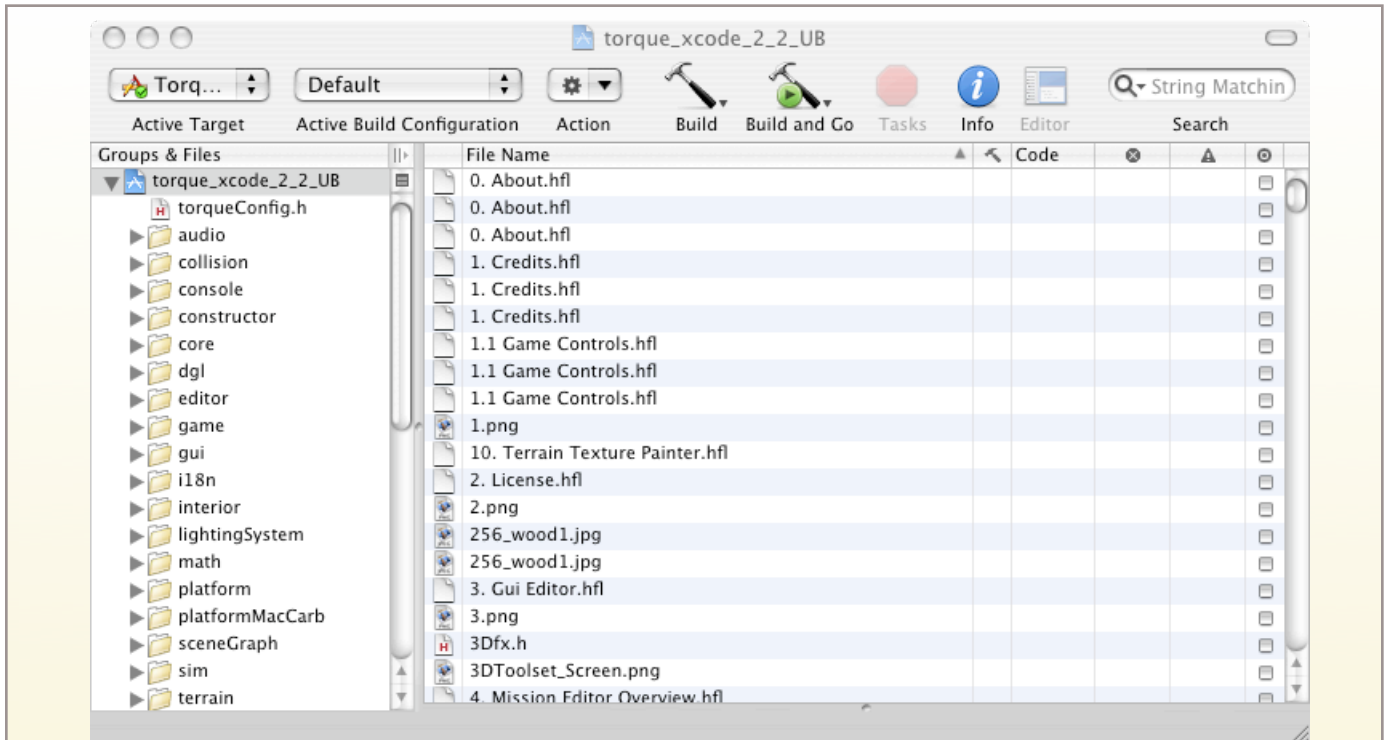 torque_xcode_2_2_UB
Torq... Default String Matchin
Active Target Active Build Configuration Action Build Build and Go Tasks Info Editor Search
Groups & Files
torque_xcode_2_2_UB
torqueConfig.h
audio
collision
console
constructor
core
dgl
editor
game
gui
i18n
interior
lightingSystem
math
platform
platformMacCarb
sceneGraph
sim
terrain
File Name Code
0. About.hfl
0. About.hfl
0. About.hfl
1. Credits.hfl
1. Credits.hfl
1. Credits.hfl
1.1 Game Controls.hfl
1.1 Game Controls.hfl
1.1 Game Controls.hfl
1.png
10. Terrain Texture Painter.hfl
2. License.hfl
2.png
256_wood1.jpg
256_wood1.jpg
3. Gui Editor.hfl
3.png
3Dfx.h
3DToolset_Screen.png
4. Mission Editor Overview.hfl